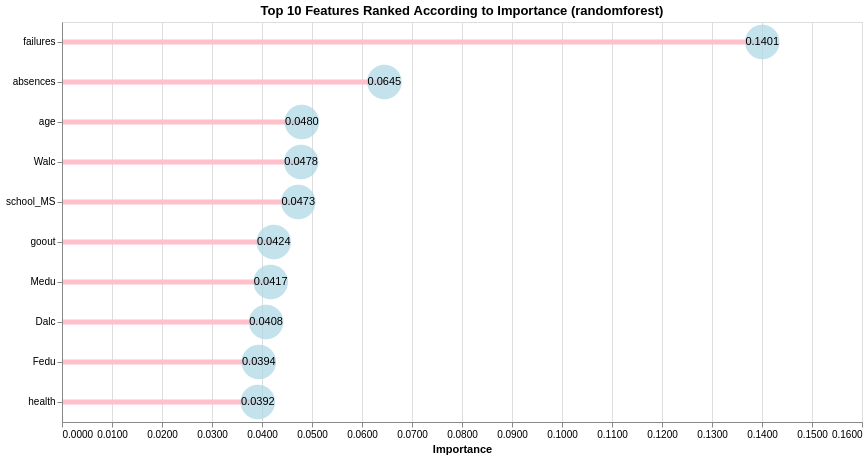 Top 10 Features Ranked According to Importance (randomforest)
failures 0.1401
absences 0.0645
age 0.0480
Walc 0.0478
school_MS 0.0473
goout 0.0424
Medu 0.0417
Dalc 0.0408
Fedu 0.0394
health 0.0392
0.0000 0.0100 0.0200 0.0300 0.0400 0.0500 0.0600 0.0700 0.0800 0.0900 0.1000 0.1100 0.1200 0.1300 0.1400 0.1500 0.1600
Importance